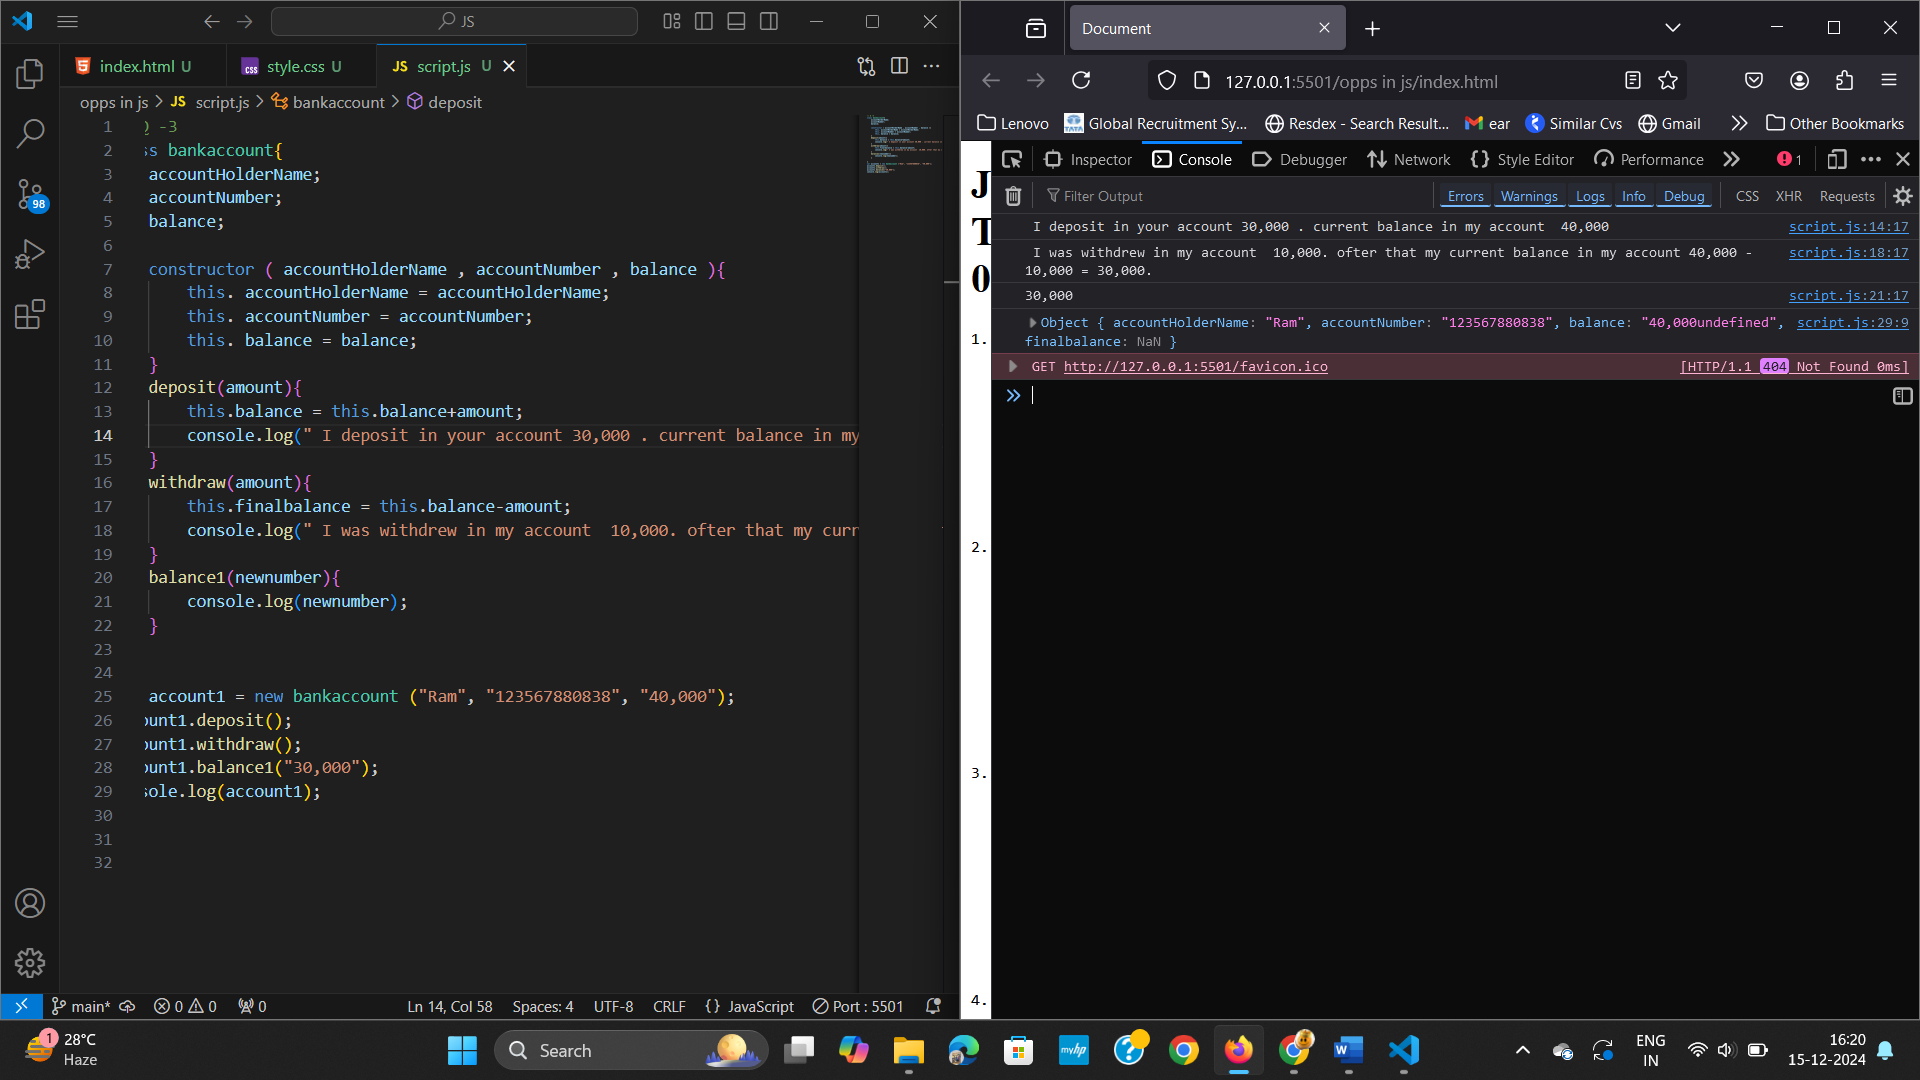 JS
index.html U
style.css U
JS script.js U
opps in js > JS script.js > bankaccount > deposit
1 -3
2 ss bankaccount{
3 accountHolderName;
4 accountNumber;
5 balance;
6
7 constructor ( accountHolderName , accountNumber , balance ){
8 this. accountHolderName = accountHolderName;
9 this. accountNumber = accountNumber;
10 this. balance = balance;
11 }
12 deposit(amount){
13 this.balance = this.balance+amount;
14 console.log(" I deposit in your account 30,000 . current balance in my
15 }
16 withdraw(amount){
17 this.finalbalance = this.balance-amount;
18 console.log(" I was withdrew in my account  10,000. ofter that my curr
19 }
20 balance1(newnumber){
21 console.log(newnumber);
22 }
23
24
25 account1 = new bankaccount ("Ram", "123567880838", "40,000");
26 ount1.deposit();
27 ount1.withdraw();
28 ount1.balance1("30,000");
29 sole.log(account1);
30
31
32
98
main* 0 0 0 Ln 14, Col 58 Spaces: 4 UTF-8 CRLF {} JavaScript Port : 5501
Document
127.0.0.1:5501/opps in js/index.html
Lenovo TATA Global Recruitment Sy... Resdex - Search Result... ear Similar Cvs Gmail Other Bookmarks
Inspector Console Debugger Network Style Editor Performance 1
Filter Output Errors Warnings Logs Info Debug CSS XHR Requests
I deposit in your account 30,000 . current balance in my account  40,000 script.js:14:17
I was withdrew in my account  10,000. ofter that my current balance in my account 40,000 - script.js:18:17
10,000 = 30,000.
30,000 script.js:21:17
Object { accountHolderName: "Ram", accountNumber: "123567880838", balance: "40,000undefined", script.js:29:9
finalbalance: NaN }
GET http://127.0.0.1:5501/favicon.ico [HTTP/1.1 404 Not Found 0ms]
J
T
0
1.
2.
3.
4.
1 28°C
Haze
Search
myhp
ENG
IN
16:20
15-12-2024